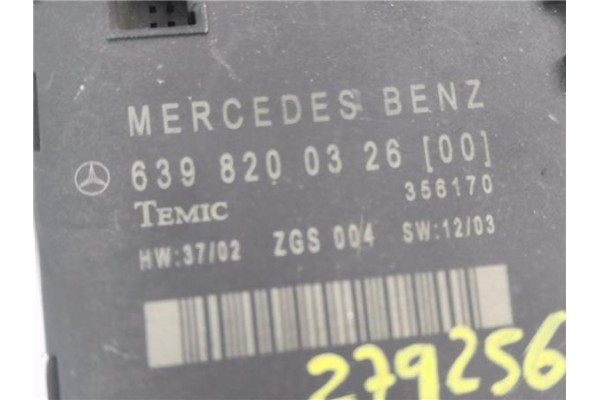 MERCEDES BENZ
639 820 03 26 [00]
356170
TEMIC
HW:37/02 ZGS 004 SW:12/03
279256